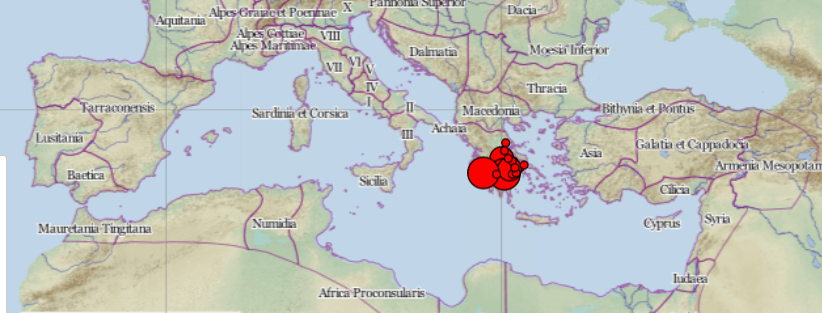 Pannonia Superior
X
Alpes Graiae et Poeninae
Dacia
Aquitania
Alpes Cottiae
VIII
Alpes Maritimae
Dalmatia
Moesia Inferior
VI
VII
V
IV
Thracia
I
II
Tarraconensis
Sardinia et Corsica
Macedonia
Bithynia et Pontus
Achaia
III
Lusitania
Galatia et Cappadocia
Asia
Armenia Mesopotam
Baetica
Sicilia
Cilicia
Mauretania Tingitana
Numidia
Cyprus
Syria
Iudaea
Africa Proconsularis